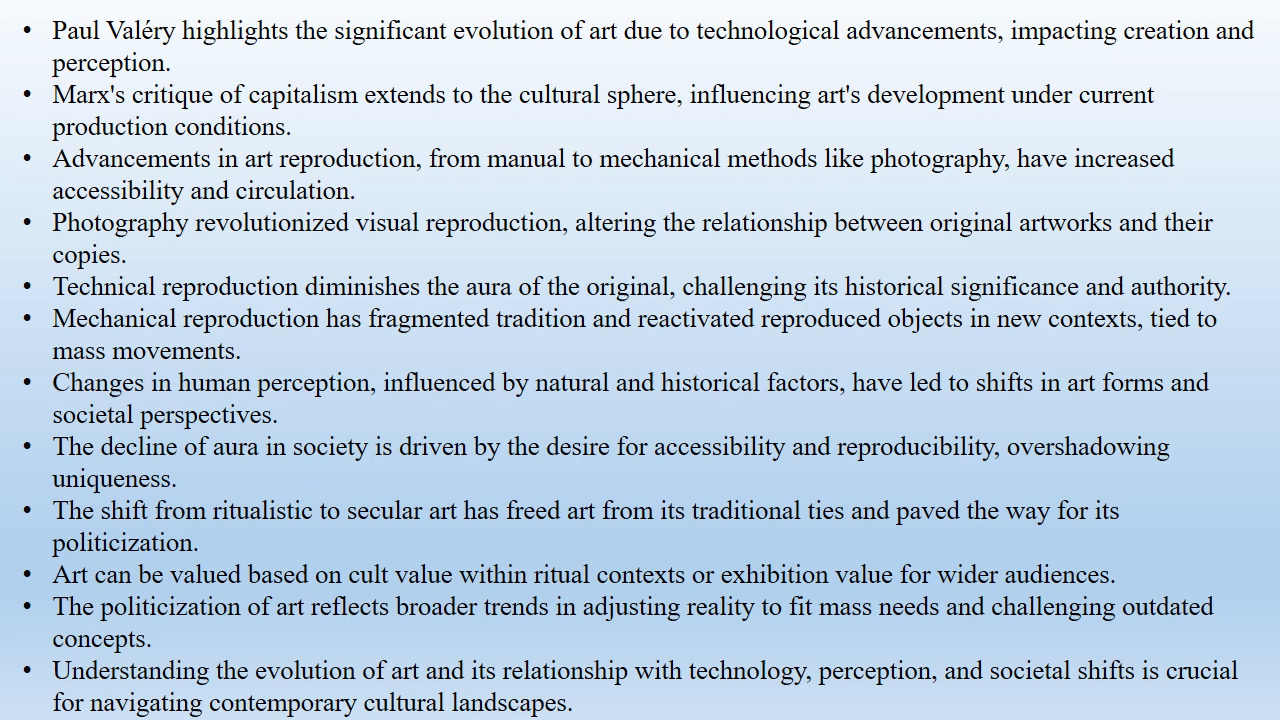 • Paul Valéry highlights the significant evolution of art due to technological advancements, impacting creation and
perception.
• Marx's critique of capitalism extends to the cultural sphere, influencing art's development under current
production conditions.
• Advancements in art reproduction, from manual to mechanical methods like photography, have increased
accessibility and circulation.
• Photography revolutionized visual reproduction, altering the relationship between original artworks and their
copies.
• Technical reproduction diminishes the aura of the original, challenging its historical significance and authority.
• Mechanical reproduction has fragmented tradition and reactivated reproduced objects in new contexts, tied to
mass movements.
• Changes in human perception, influenced by natural and historical factors, have led to shifts in art forms and
societal perspectives.
• The decline of aura in society is driven by the desire for accessibility and reproducibility, overshadowing
uniqueness.
• The shift from ritualistic to secular art has freed art from its traditional ties and paved the way for its
politicization.
• Art can be valued based on cult value within ritual contexts or exhibition value for wider audiences.
• The politicization of art reflects broader trends in adjusting reality to fit mass needs and challenging outdated
concepts.
• Understanding the evolution of art and its relationship with technology, perception, and societal shifts is crucial
for navigating contemporary cultural landscapes.